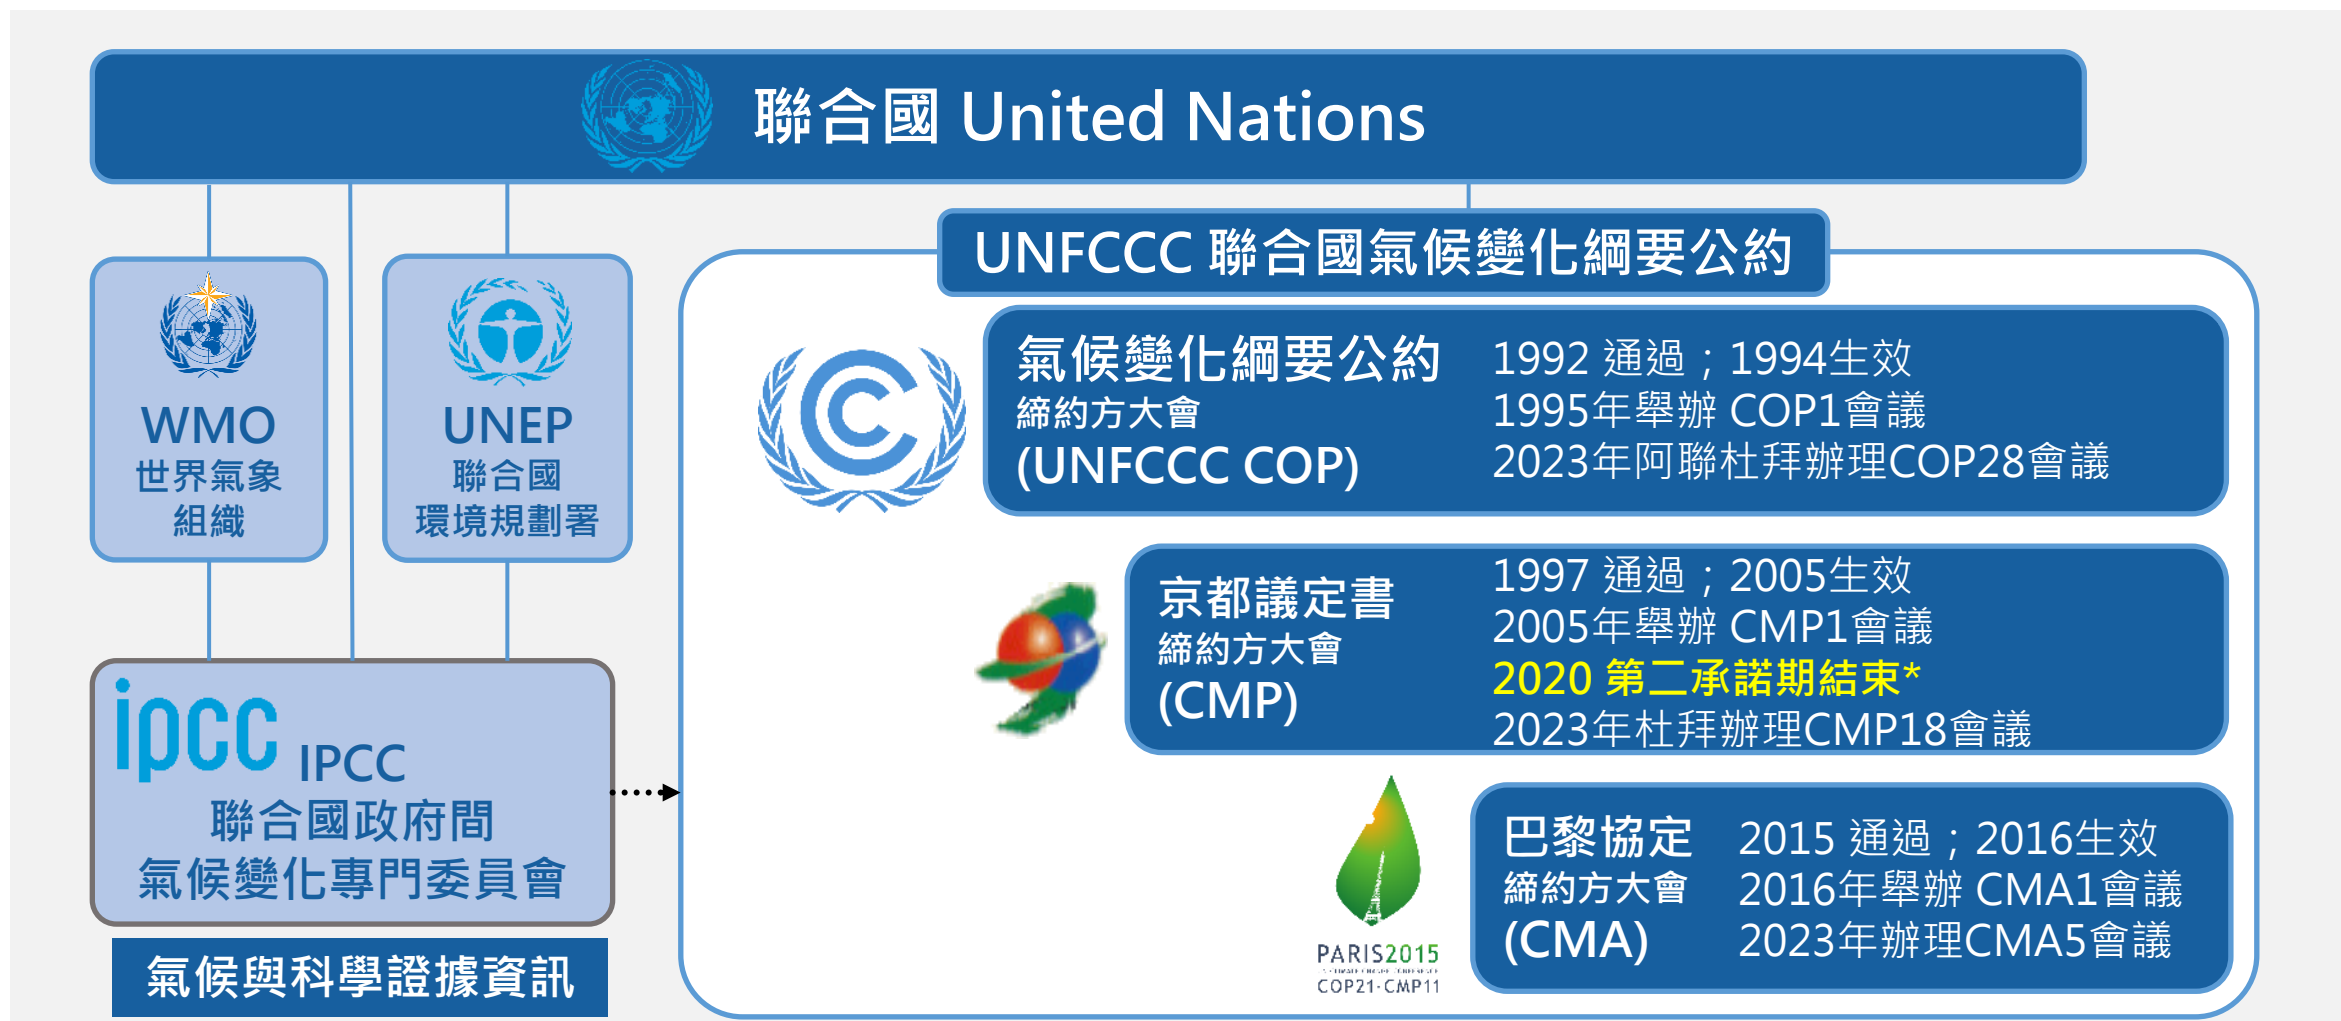 聯合國 United Nations
WMO
世界氣象
組織
UNEP
聯合國
環境規劃署
ipcc
IPCC
聯合國政府間
氣候變化專門委員會
氣候與科學證據資訊
UNFCCC 聯合國氣候變化綱要公約
氣候變化綱要公約
締約方大會
(UNFCCC COP)
1992 通過；1994生效
1995年舉辦 COP1會議
2023年阿聯杜拜辦理COP28會議
京都議定書
締約方大會
(CMP)
1997 通過；2005生效
2005年舉辦 CMP1會議
2020 第二承諾期結束*
2023年杜拜辦理CMP18會議
PARIS2015
COP21·CMP11
巴黎協定
締約方大會
(CMA)
2015 通過；2016生效
2016年舉辦 CMA1會議
2023年辦理CMA5會議